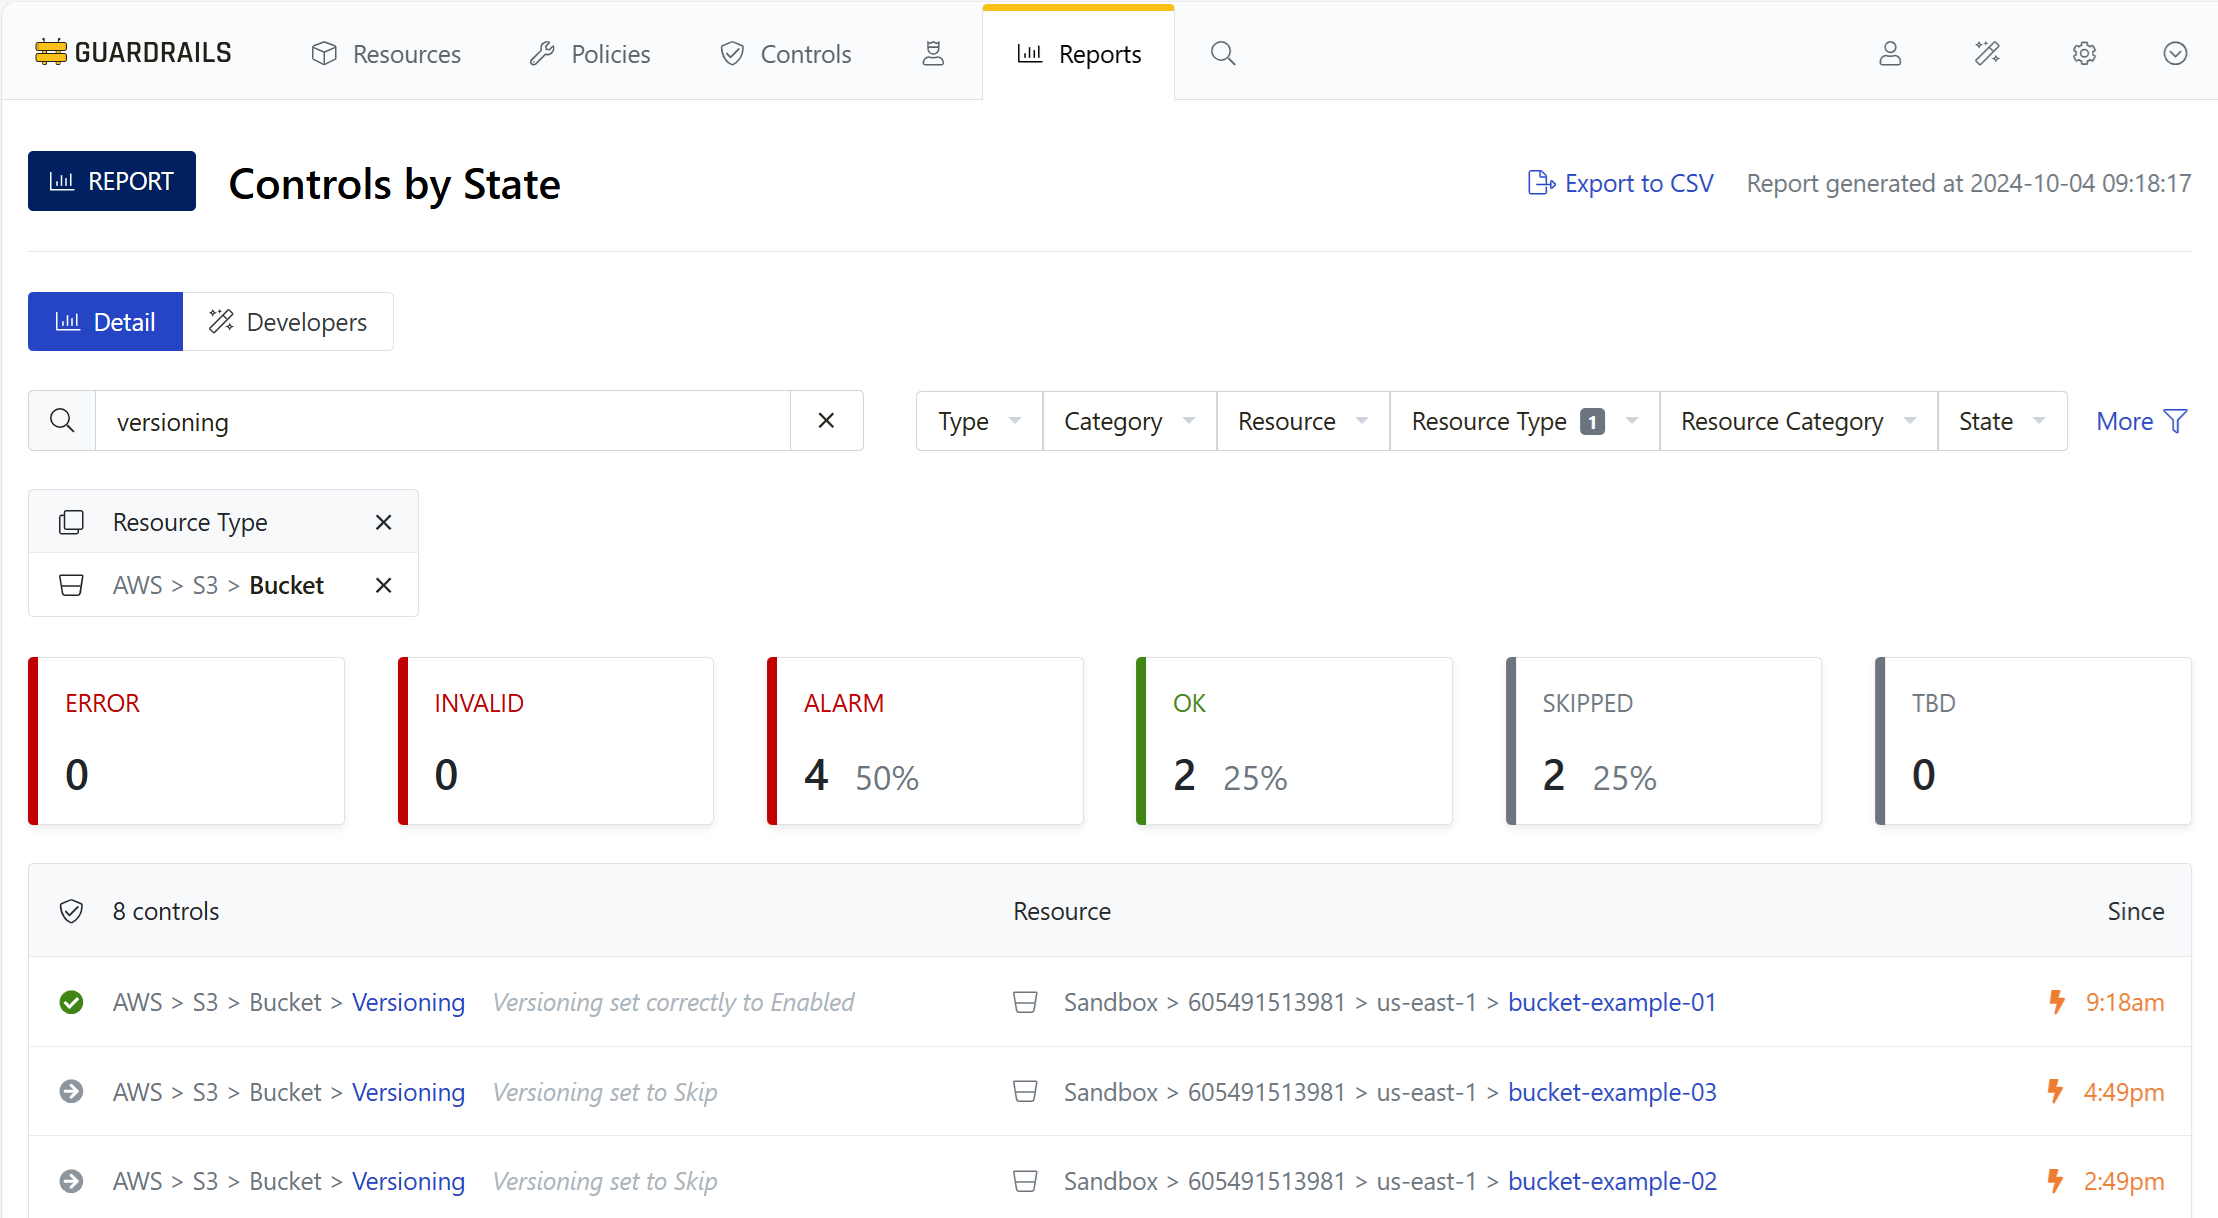 GUARDRAILS Resources Policies Controls Reports
REPORT Controls by State Export to CSV Report generated at 2024-10-04 09:18:17
Detail Developers
versioning Type Category Resource Resource Type 1 Resource Category State More
Resource Type
AWS > S3 > Bucket
ERROR INVALID ALARM OK SKIPPED TBD
0 0 4 50% 2 25% 2 25% 0
8 controls Resource Since
AWS > S3 > Bucket > Versioning Versioning set correctly to Enabled Sandbox > 605491513981 > us-east-1 > bucket-example-01 9:18am
AWS > S3 > Bucket > Versioning Versioning set to Skip Sandbox > 605491513981 > us-east-1 > bucket-example-03 4:49pm
AWS > S3 > Bucket > Versioning Versioning set to Skip Sandbox > 605491513981 > us-east-1 > bucket-example-02 2:49pm